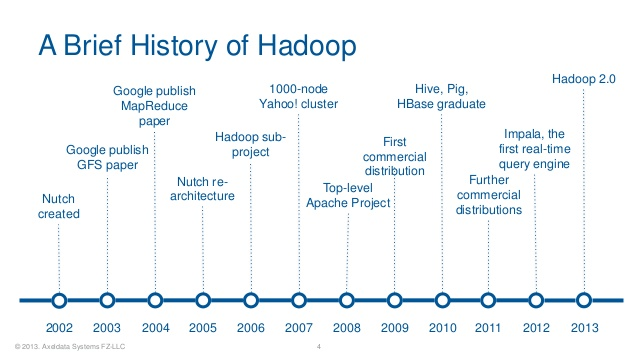 A Brief History of Hadoop
Nutch
created
Google publish
GFS paper
Google publish
MapReduce
paper
Nutch re-
architecture
Hadoop sub-
project
1000-node
Yahoo! cluster
Top-level
Apache Project
First
commercial
distribution
Hive, Pig,
HBase graduate
Further
commercial
distributions
Impala, the
first real-time
query engine
Hadoop 2.0
2002 2003 2004 2005 2006 2007 2008 2009 2010 2011 2012 2013
© 2013. Axeldata Systems FZ-LLC 4